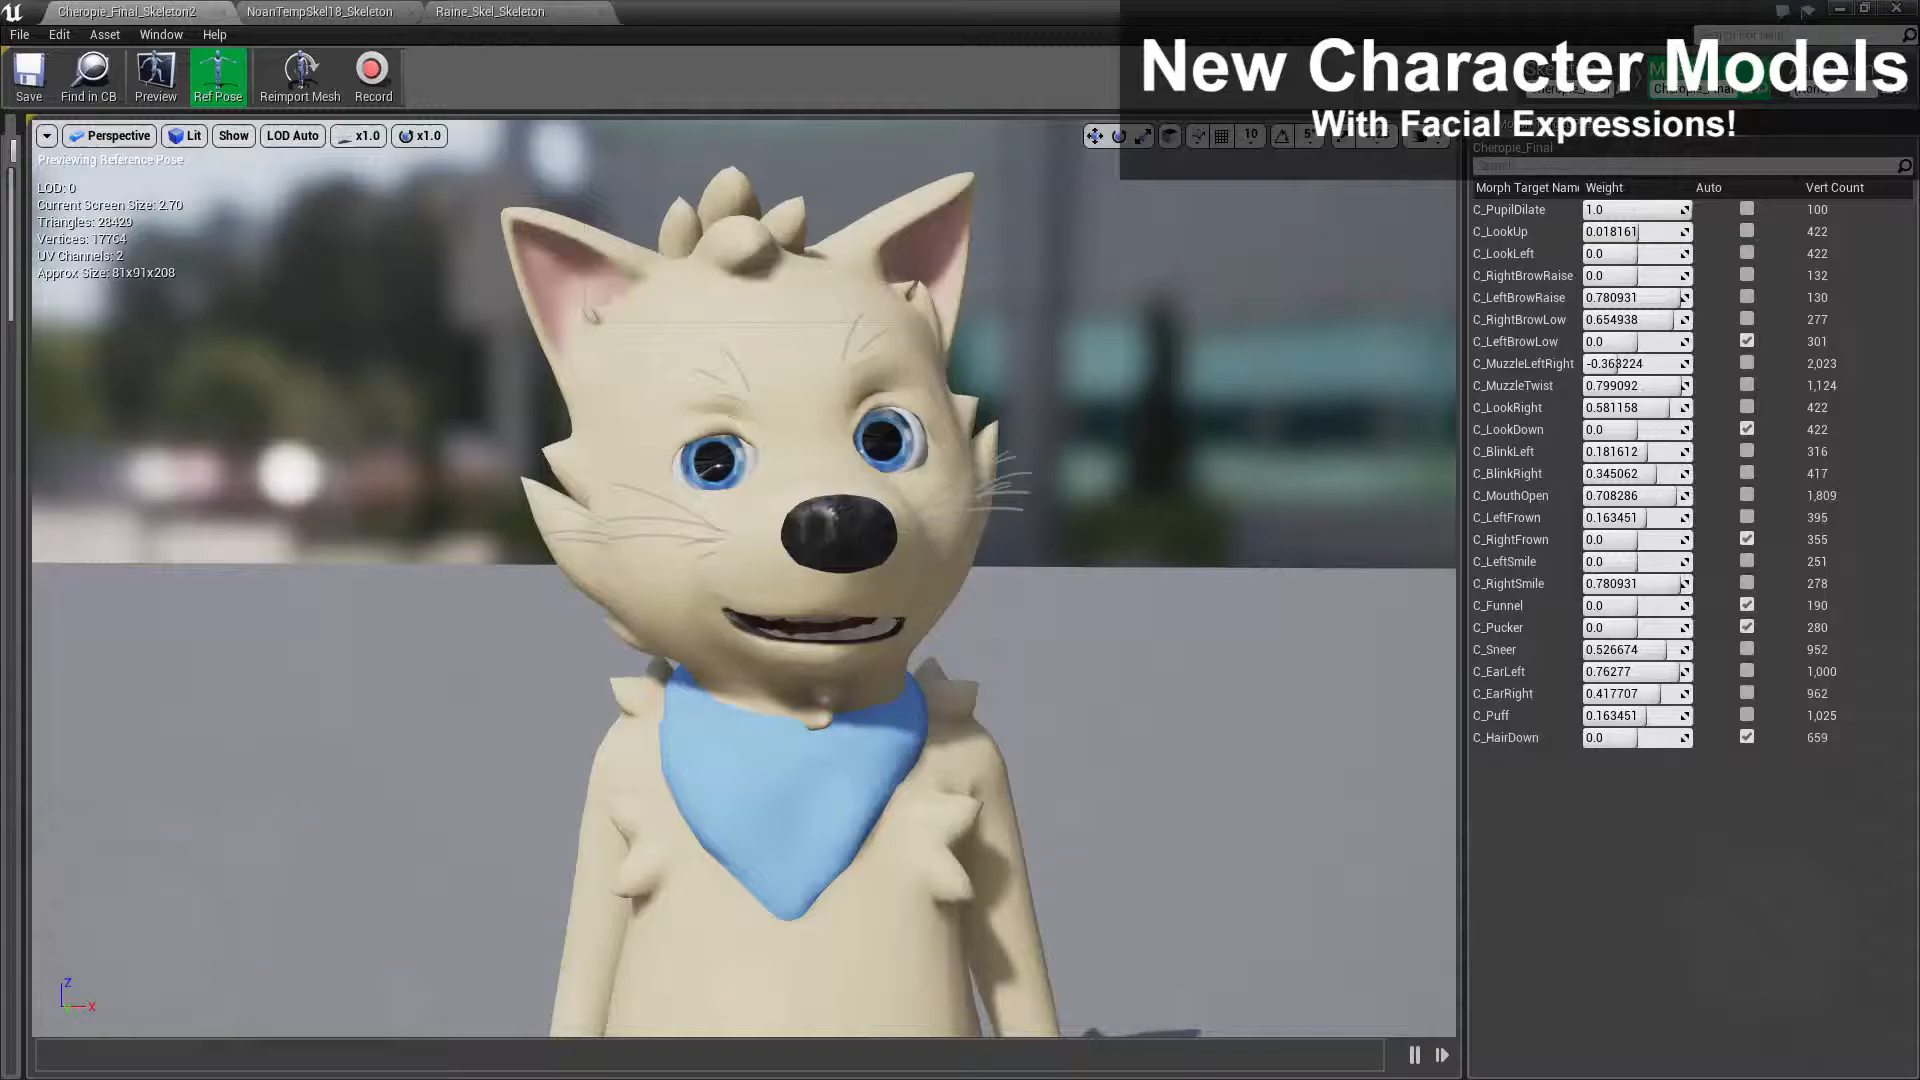 Cheropie_Final_Skeleton2
NoanTempSkel18_Skeleton
Raine_Skel_Skeleton
File Edit Asset Window Help
New Character Models
With Facial Expressions!
Save
Find in CB
Preview
Ref Pose
Reimport Mesh
Record
Perspective
Lit
Show
LOD Auto
x1.0
x1.0
10
5°
Previewing Reference Pose
LOD: 0
Current Screen Size: 2.70
Triangles: 28429
Vertices: 17764
UV Channels: 2
Approx Size: 81x91x208
Cheropie_Final
Search
Morph Target Nam Weight Auto Vert Count
C_PupilDilate 1.0 100
C_LookUp 0.018161 422
C_LookLeft 0.0 422
C_RightBrowRaise 0.0 132
C_LeftBrowRaise 0.780931 130
C_RightBrowLow 0.654938 277
C_LeftBrowLow 0.0 301
C_MuzzleLeftRight -0.363224 2,023
C_MuzzleTwist 0.799092 1,124
C_LookRight 0.581158 422
C_LookDown 0.0 422
C_BlinkLeft 0.181612 316
C_BlinkRight 0.345062 417
C_MouthOpen 0.708286 1,809
C_LeftFrown 0.163451 395
C_RightFrown 0.0 355
C_LeftSmile 0.0 251
C_RightSmile 0.780931 278
C_Funnel 0.0 190
C_Pucker 0.0 280
C_Sneer 0.526674 952
C_EarLeft 0.76277 1,000
C_EarRight 0.417707 962
C_Puff 0.163451 1,025
C_HairDown 0.0 659
Z
X